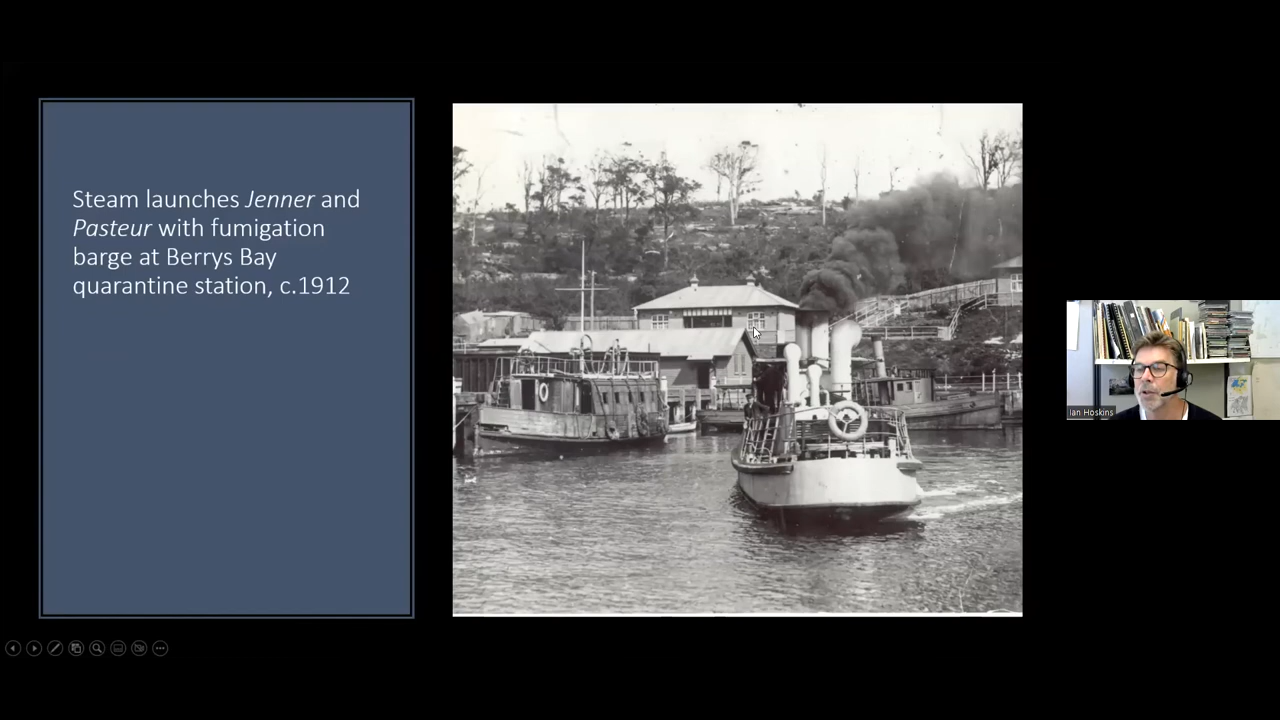 Steam launches Jenner and
Pasteur with fumigation
barge at Berrys Bay
quarantine station, c.1912
ian Hoskins